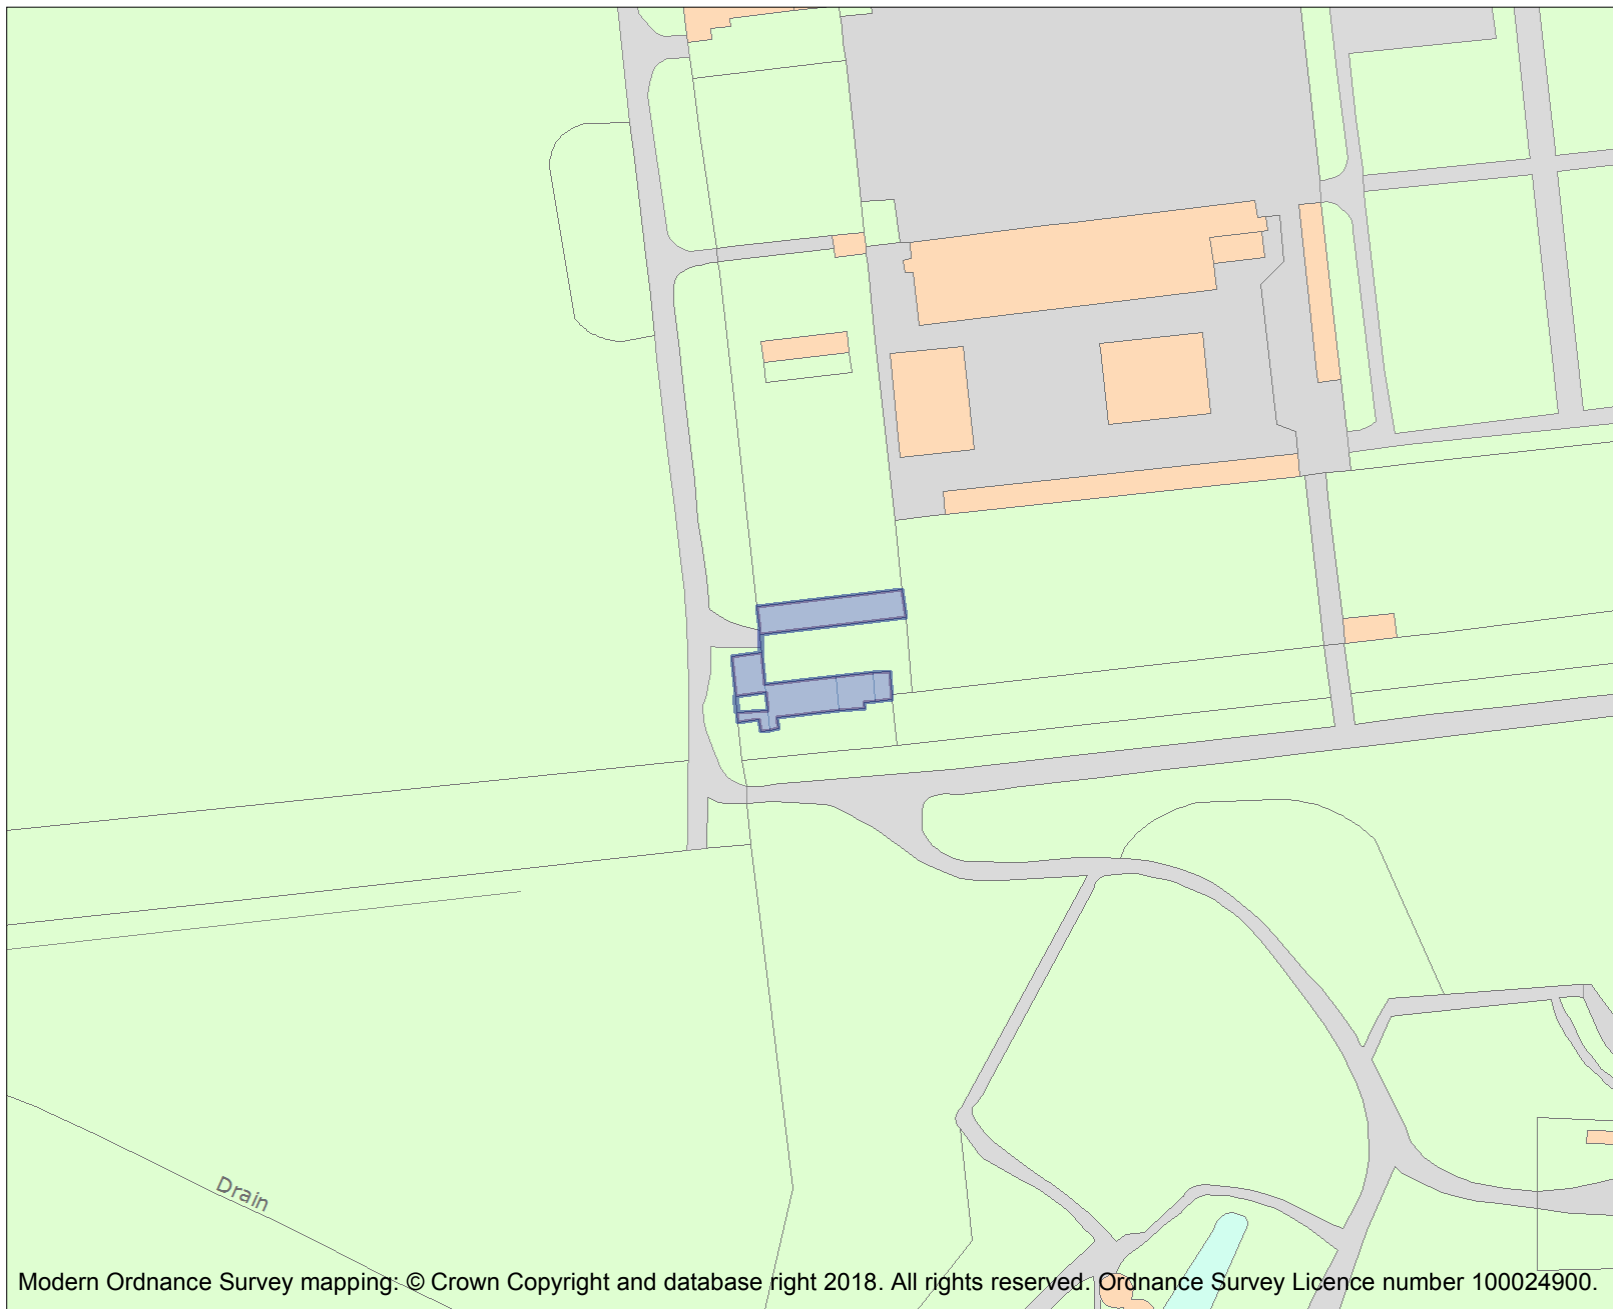 Drain
Modern Ordnance Survey mapping: © Crown Copyright and database right 2018. All rights reserved. Ordnance Survey Licence number 100024900.